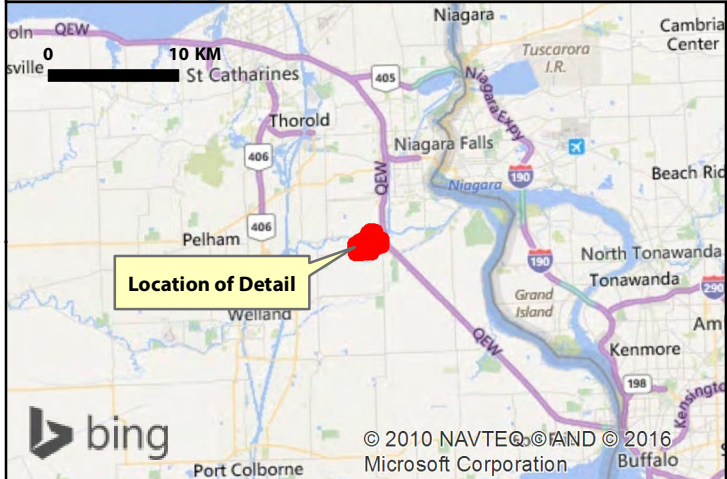 Niagara
oln
QEW
Cambria
Center
0
10 KM
sville
St Catharines
405
Tuscarora
I.R.
Niagara Expy
Thorold
406
Niagara Falls
QEW
190
Beach Rid
Niagara
406
Pelham
190
North Tonawanda
Tonawanda
Location of Detail
290
Grand
Island
Welland
Am
QEW
Kenmore
198
Kensingto
bing
© 2010 NAVTEQ © AND © 2016
Microsoft Corporation
Port Colborne
Buffalo